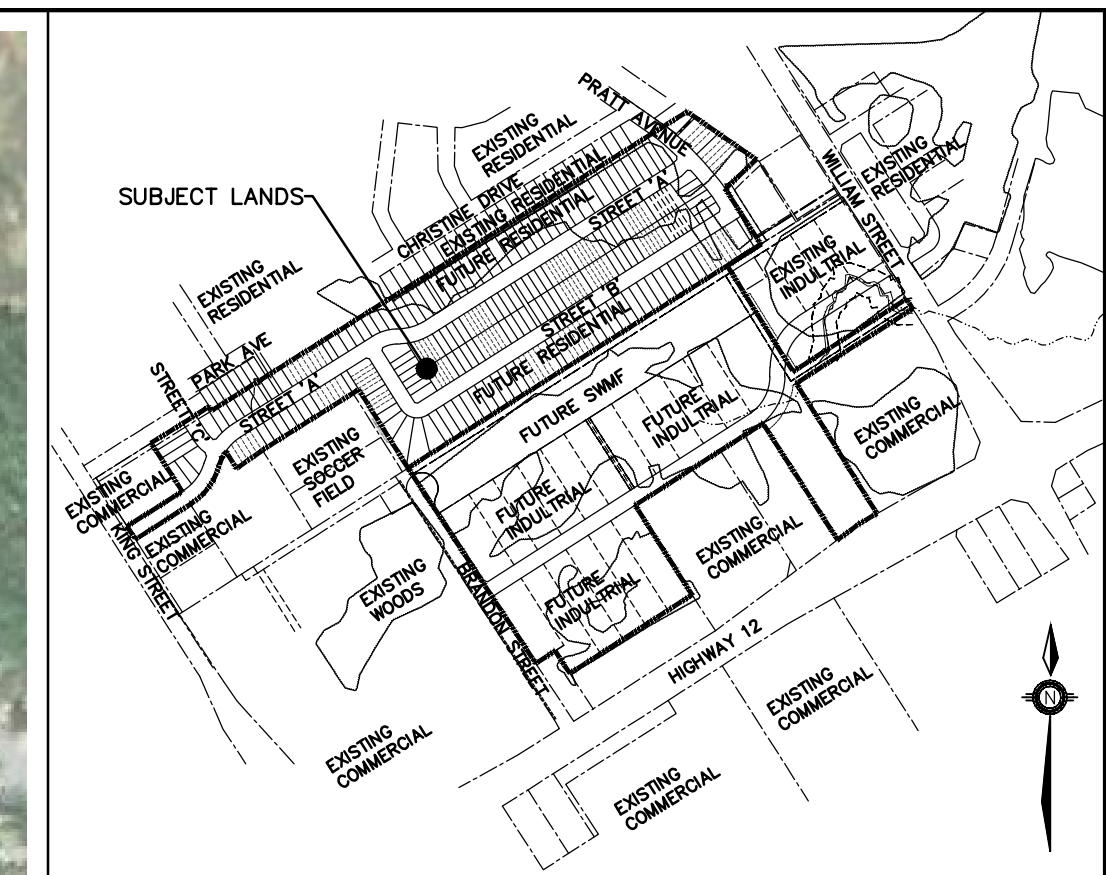 PRATT AVENUE
EXISTING
RESIDENTIAL
WILLIAM STREET
EXISTING
RESIDENTIAL
SUBJECT LANDS
CHRISTINE DRIVE
EXISTING RESIDENTIAL
FUTURE RESIDENTIAL
STREET 'A'
EXISTING
RESIDENTIAL
EXISTING
INDULTRIAL
STREET 'B'
FUTURE RESIDENTIAL
PARK AVE
STREET 'C'
STREET 'A'
FUTURE SWMF
FUTURE
INDULTRIAL
EXISTING
COMMERCIAL
EXISTING
SOCCER
FIELD
EXISTING
COMMERCIAL
KING STREET
EXISTING
COMMERCIAL
FUTURE
INDULTRIAL
EXISTING
COMMERCIAL
EXISTING
WOODS
BRANDON STREET
FUTURE
INDULTRIAL
HIGHWAY 12
EXISTING
COMMERCIAL
EXISTING
COMMERCIAL
EXISTING
COMMERCIAL
N